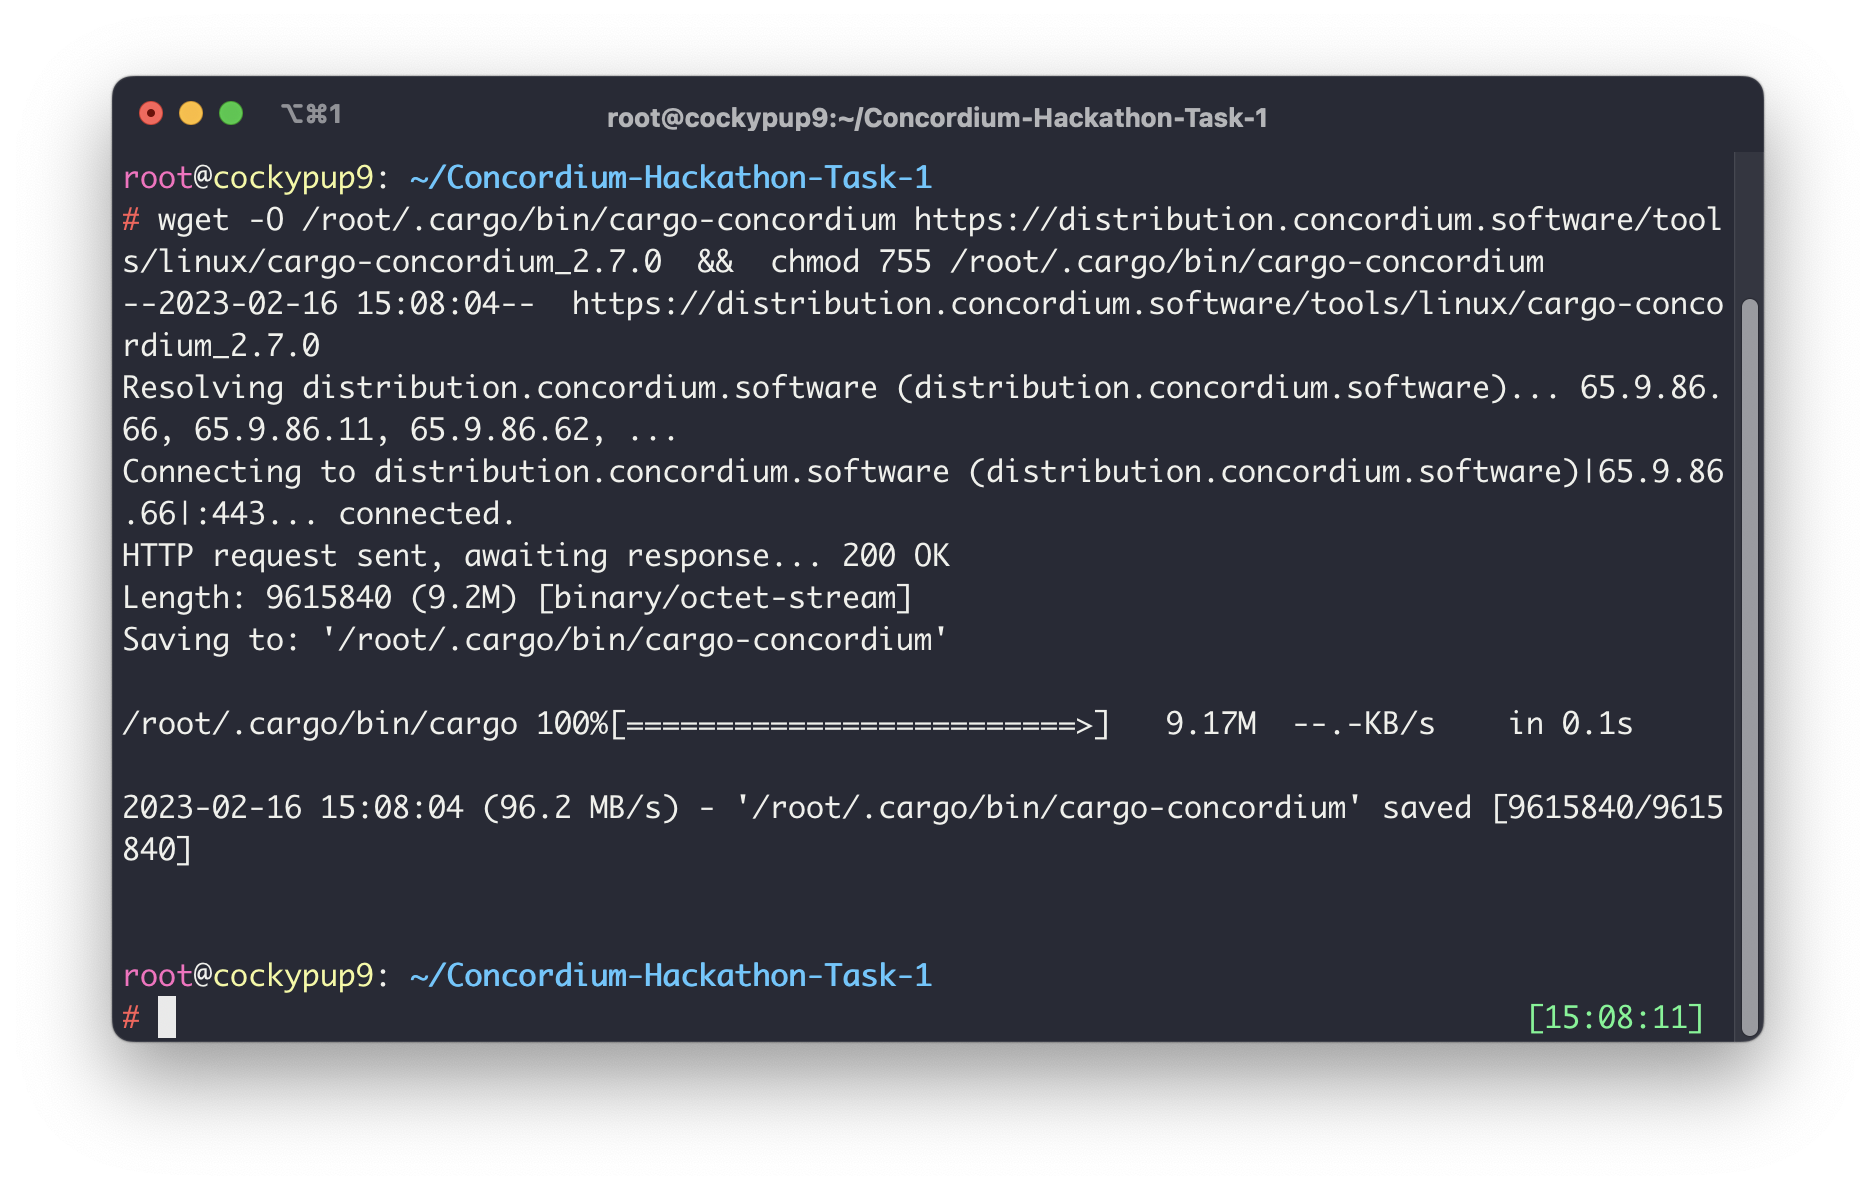 ⌥⌘1
root@cockypup9:~/Concordium-Hackathon-Task-1
root@cockypup9: ~/Concordium-Hackathon-Task-1
# wget -O /root/.cargo/bin/cargo-concordium https://distribution.concordium.software/tool
s/linux/cargo-concordium_2.7.0  &&  chmod 755 /root/.cargo/bin/cargo-concordium
--2023-02-16 15:08:04--  https://distribution.concordium.software/tools/linux/cargo-conco
rdium_2.7.0
Resolving distribution.concordium.software (distribution.concordium.software)... 65.9.86.
66, 65.9.86.11, 65.9.86.62, ...
Connecting to distribution.concordium.software (distribution.concordium.software)|65.9.86
.66|:443... connected.
HTTP request sent, awaiting response... 200 OK
Length: 9615840 (9.2M) [binary/octet-stream]
Saving to: '/root/.cargo/bin/cargo-concordium'
/root/.cargo/bin/cargo 100%[=========================>]   9.17M  --.-KB/s    in 0.1s
2023-02-16 15:08:04 (96.2 MB/s) - '/root/.cargo/bin/cargo-concordium' saved [9615840/9615
840]
root@cockypup9: ~/Concordium-Hackathon-Task-1
# [15:08:11]